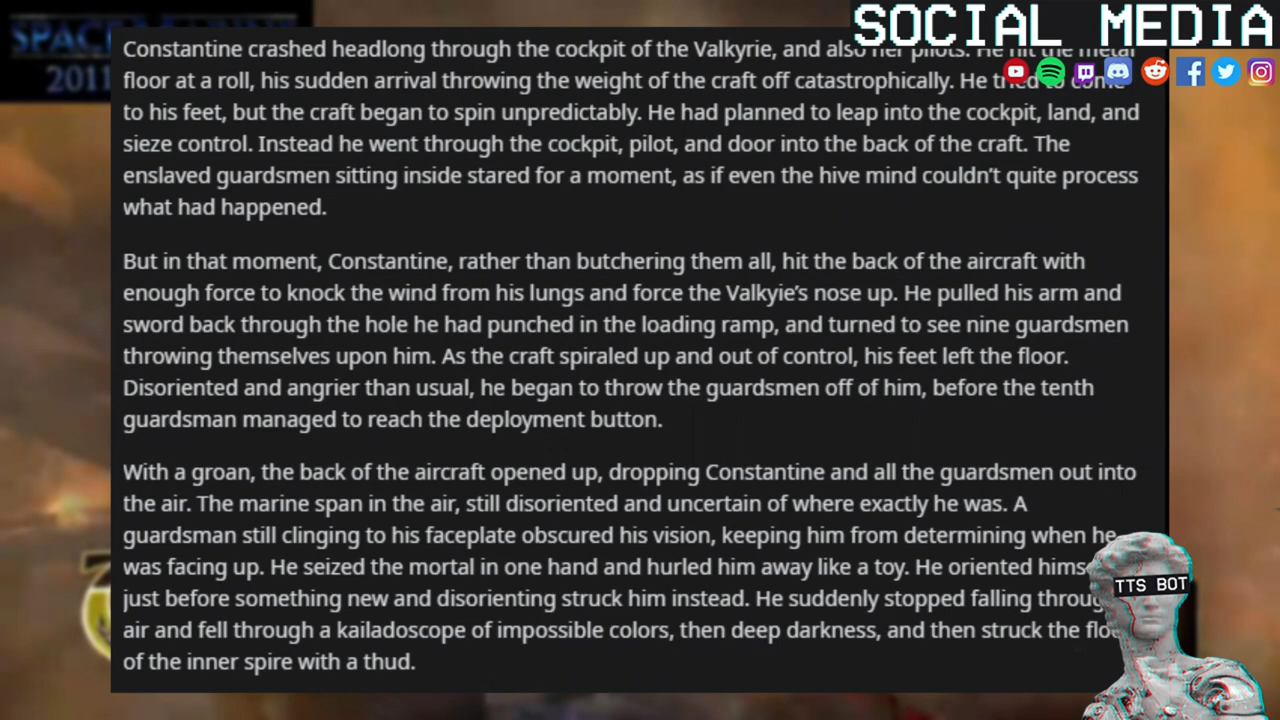 SOCIAL MEDIA
SPACE
2011
Constantine crashed headlong through the cockpit of the Valkyrie, and also her pilots. He hit the metal
floor at a roll, his sudden arrival throwing the weight of the craft off catastrophically. He tried to come
to his feet, but the craft began to spin unpredictably. He had planned to leap into the cockpit, land, and
sieze control. Instead he went through the cockpit, pilot, and door into the back of the craft. The
enslaved guardsmen sitting inside stared for a moment, as if even the hive mind couldn't quite process
what had happened.
But in that moment, Constantine, rather than butchering them all, hit the back of the aircraft with
enough force to knock the wind from his lungs and force the Valkyie's nose up. He pulled his arm and
sword back through the hole he had punched in the loading ramp, and turned to see nine guardsmen
throwing themselves upon him. As the craft spiraled up and out of control, his feet left the floor.
Disoriented and angrier than usual, he began to throw the guardsmen off of him, before the tenth
guardsman managed to reach the deployment button.
With a groan, the back of the aircraft opened up, dropping Constantine and all the guardsmen out into
the air. The marine span in the air, still disoriented and uncertain of where exactly he was. A
guardsman still clinging to his faceplate obscured his vision, keeping him from determining when he
was facing up. He seized the mortal in one hand and hurled him away like a toy. He oriented hims
just before something new and disorienting struck him instead. He suddenly stopped falling throug
air and fell through a kailadoscope of impossible colors, then deep darkness, and then struck the flo
of the inner spire with a thud.
TTS BOT